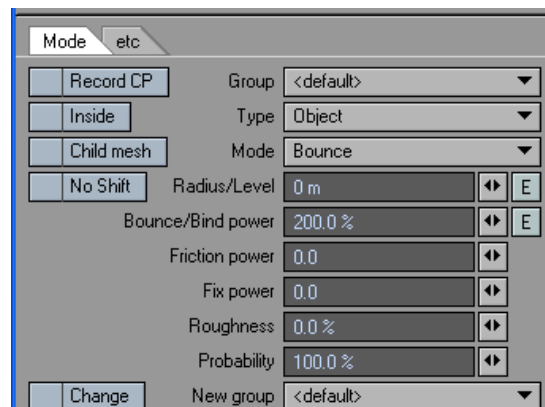 Mode etc
Record CP Group <default>
Inside Type Object
Child mesh Mode Bounce
No Shift Radius/Level 0 m E
Bounce/Bind power 200.0 % E
Friction power 0.0
Fix power 0.0
Roughness 0.0 %
Probability 100.0 %
Change New group <default>